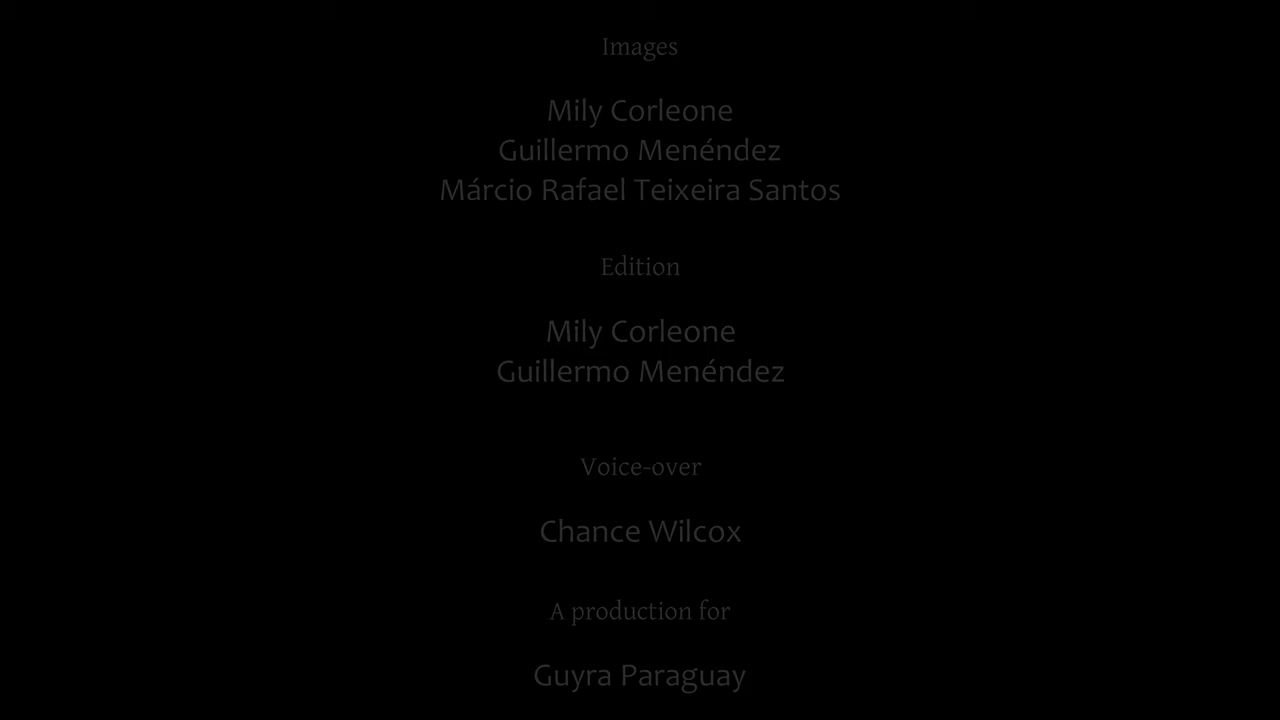 Images
Mily Corleone
Guillermo Menéndez
Márcio Rafael Teixeira Santos
Edition
Mily Corleone
Guillermo Menéndez
Voice-over
Chance Wilcox
A production for
Guyra Paraguay